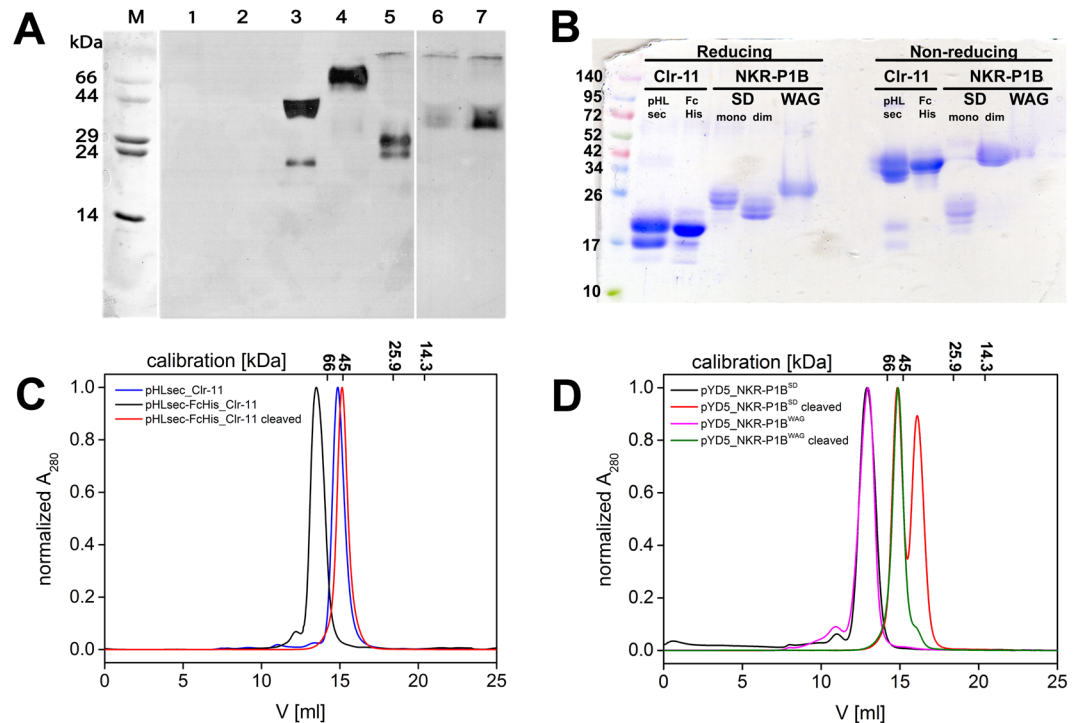 A
M 1 2 3 4 5 6 7
kDa
66
44
29
24
14
B
Reducing Non-reducing
Clr-11 NKR-P1B Clr-11 NKR-P1B
pHL sec Fc His SD mono dim WAG pHL sec Fc His SD mono dim WAG
140
95
72
52
42
34
26
17
10
C
calibration [kDa] 66 45 25.9 14.3
pHLsec_Clr-11
pHLsec-FcHis_Clr-11
pHLsec-FcHis_Clr-11 cleaved
normalized A280
1.0
0.8
0.6
0.4
0.2
0.0
0 5 10 15 20 25
V [ml]
D
calibration [kDa] 66 45 25.9 14.3
pYD5_NKR-P1BSD
pYD5_NKR-P1BSD cleaved
pYD5_NKR-P1BWAG
pYD5_NKR-P1BWAG cleaved
normalized A280
1.0
0.8
0.6
0.4
0.2
0.0
0 5 10 15 20 25
V [ml]